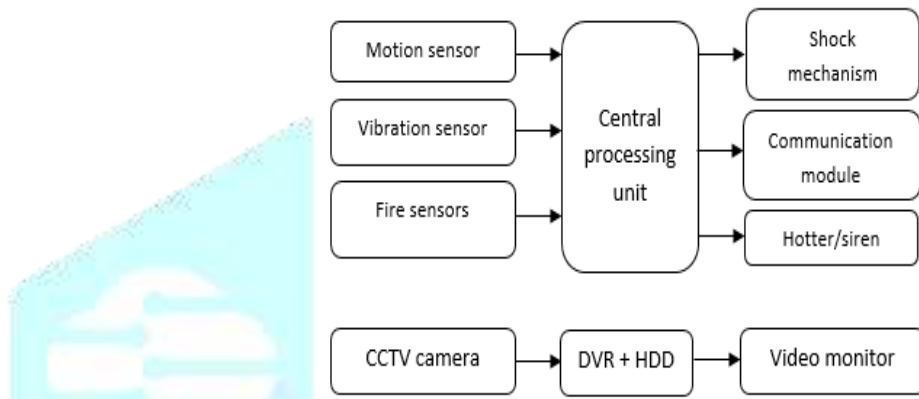 Motion sensor
Vibration sensor
Fire sensors
Central
processing
unit
Shock
mechanism
Communication
module
Hotter/siren
CCTV camera
DVR + HDD
Video monitor